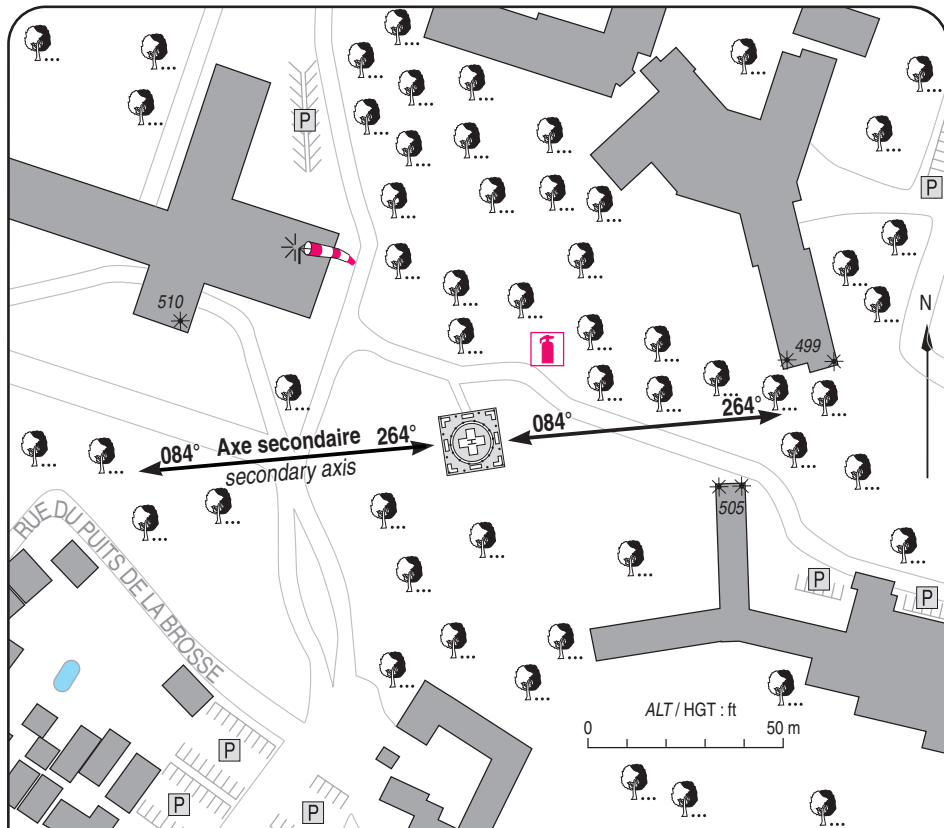 P
P
510
499
N
084° Axe secondaire 264°
secondary axis
084° 264°
505
RUE DU PUITS DE LA BROSSE
P
P
ALT / HGT : ft
0 50 m
P
P
P